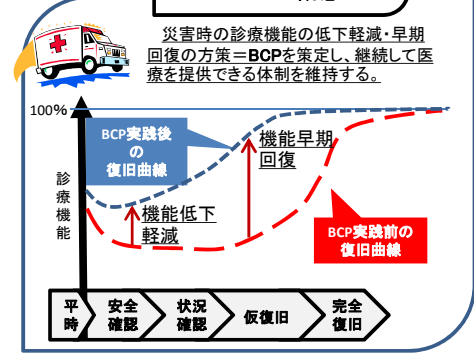 災害時の診療機能の低下軽減・早期
回復の方策＝BCPを策定し、継続して医
療を提供できる体制を維持する。
100%
BCP実践後
の
復旧曲線
機能早期
回復
診療機能
機能低下
軽減
BCP実践前の
復旧曲線
平時
安全
確認
状況
確認
仮復旧
完全
復旧